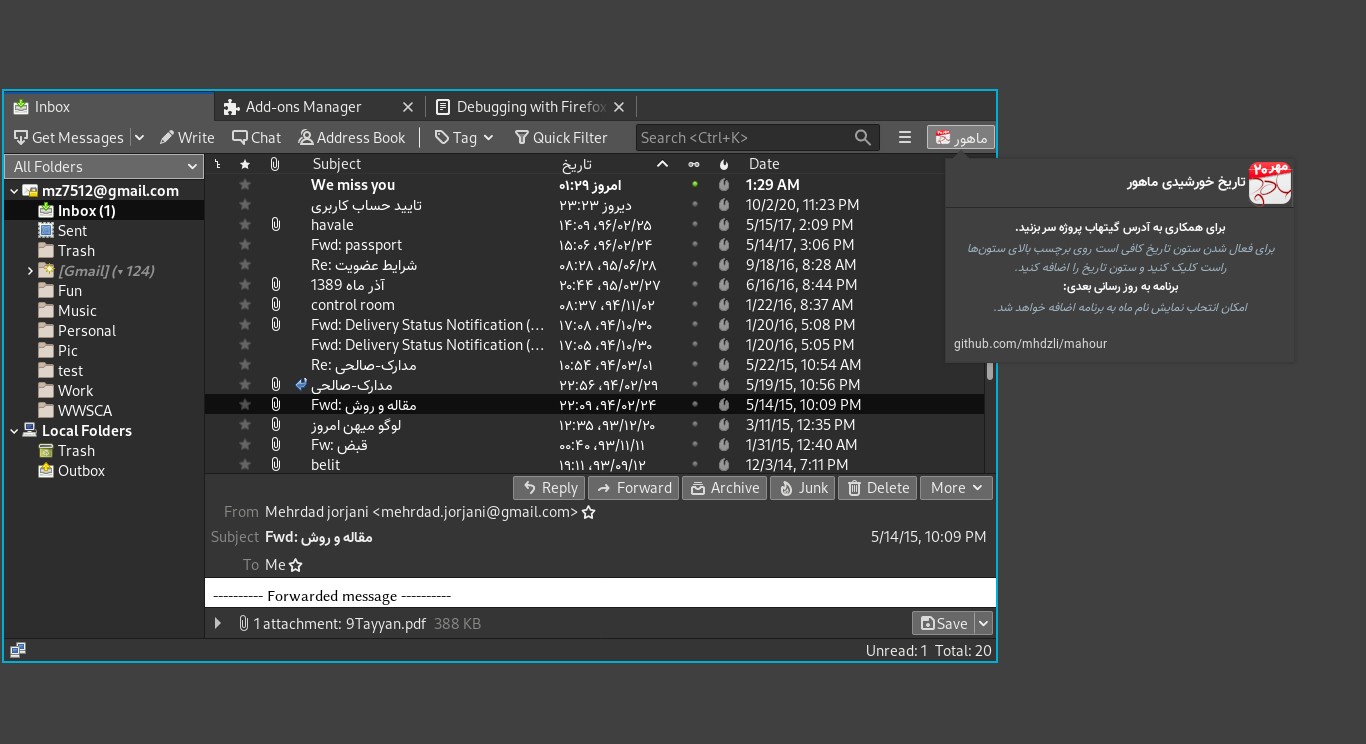 Inbox
Add-ons Manager
Debugging with Firefox
Get Messages
Write
Chat
Address Book
Tag
Quick Filter
Search <Ctrl+K>
ماهور
All Folders
mz7512@gmail.com
Inbox (1)
Sent
Trash
[Gmail] (▾ 124)
Fun
Music
Personal
Pic
test
Work
WWSCA
Local Folders
Trash
Outbox
Subject تاریخ Date
We miss you امروز ۰۱:۲۹ 1:29 AM
تایید حساب کاربری دیروز ۲۳:۲۳ 10/2/20, 11:23 PM
havale ۹۶/۰۲/۲۵، ۱۴:۰۹ 5/15/17, 2:09 PM
Fwd: passport ۹۶/۰۲/۲۴، ۱۵:۰۶ 5/14/17, 3:06 PM
Re: شرایط عضویت ۹۵/۰۶/۲۸، ۰۸:۲۸ 9/18/16, 8:28 AM
آذر ماه 1389 ۹۵/۰۳/۲۷، ۲۰:۴۴ 6/16/16, 8:44 PM
control room ۹۴/۱۱/۰۲، ۰۸:۳۷ 1/22/16, 8:37 AM
Fwd: Delivery Status Notification (... ۹۴/۱۰/۳۰، ۱۷:۰۸ 1/20/16, 5:08 PM
Fwd: Delivery Status Notification (... ۹۴/۱۰/۳۰، ۱۷:۰۵ 1/20/16, 5:05 PM
Re: مدارک-صالحی ۹۴/۰۳/۰۱، ۱۰:۵۴ 5/22/15, 10:54 AM
مدارک-صالحی ۹۴/۰۲/۲۹، ۲۲:۵۶ 5/19/15, 10:56 PM
Fwd: مقاله و روش ۹۴/۰۲/۲۴، ۲۲:۰۹ 5/14/15, 10:09 PM
لوگو میهن امروز ۹۳/۱۲/۲۰، ۱۲:۳۵ 3/11/15, 12:35 PM
Fw: قبض ۹۳/۱۱/۱۱، ۰۰:۴۰ 1/31/15, 12:40 AM
belit ۹۳/۰۹/۱۲، ۱۹:۱۱ 12/3/14, 7:11 PM
Reply Forward Archive Junk Delete More
From Mehrdad jorjani <mehrdad.jorjani@gmail.com>
Subject Fwd: مقاله و روش 5/14/15, 10:09 PM
To Me
---------- Forwarded message ----------
1 attachment: 9Tayyan.pdf 388 KB
Save
Unread: 1 Total: 20
مهر ۲۰
تاریخ خورشیدی ماهور
برای همکاری به آدرس گیتهاب پروژه سر بزنید.
برای فعال شدن ستون تاریخ کافی است روی برچسب بالای ستون‌ها
راست کلیک کنید و ستون تاریخ را اضافه کنید.
برنامه به روز رسانی بعدی:
امکان انتخاب نمایش نام ماه به برنامه اضافه خواهد شد.
github.com/mhdzli/mahour